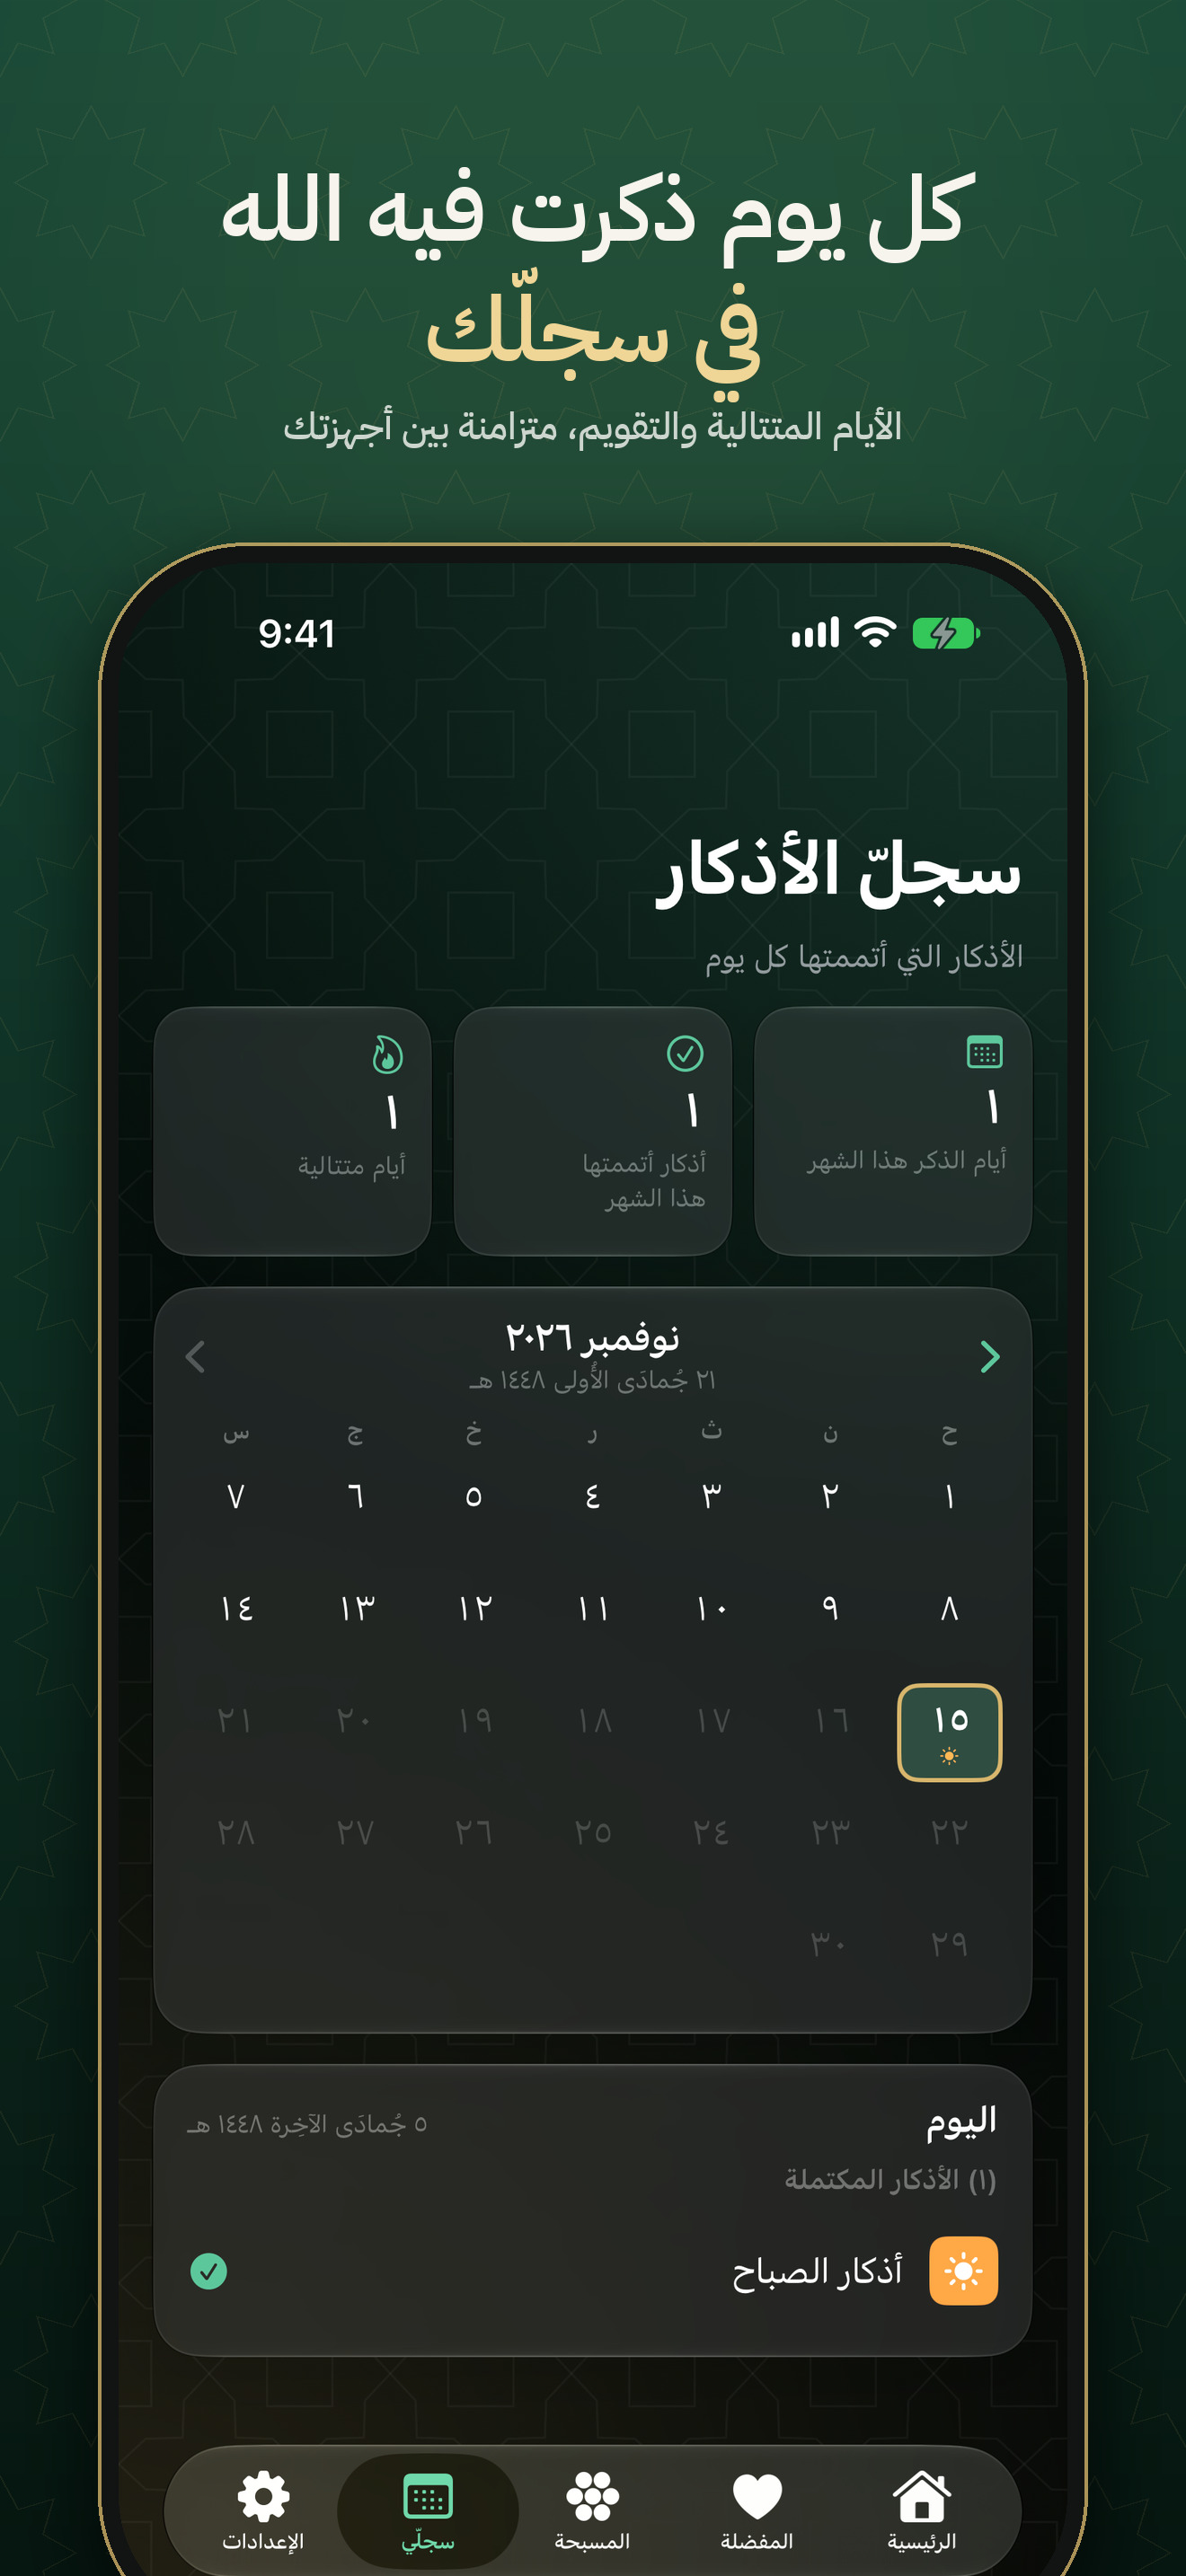 كل يوم ذكرت فيه الله
في سجلّك
الأيام المتتالية والتقويم، متزامنة بين أجهزتك
9:41
سجلّ الأذكار
الأذكار التي أتممتها كل يوم
١ ١ ١
أيام الذكر هذا الشهر أذكار أتممتها أيام متتالية
هذا الشهر
نوفمبر ٢٠٢٦
٢١ جُمادَى الأُولى ١٤٤٨ هـ
ح ن ث ر خ ج س
١ ٢ ٣ ٤ ٥ ٦ ٧
٨ ٩ ١٠ ١١ ١٢ ١٣ ١٤
١٥ ١٦ ١٧ ١٨ ١٩ ٢٠ ٢١
٢٢ ٢٣ ٢٤ ٢٥ ٢٦ ٢٧ ٢٨
٢٩ ٣٠
اليوم ٥ جُمادَى الآخِرة ١٤٤٨ هـ
(١) الأذكار المكتملة
أذكار الصباح
الرئيسية المفضلة المسبحة سجلّي الإعدادات